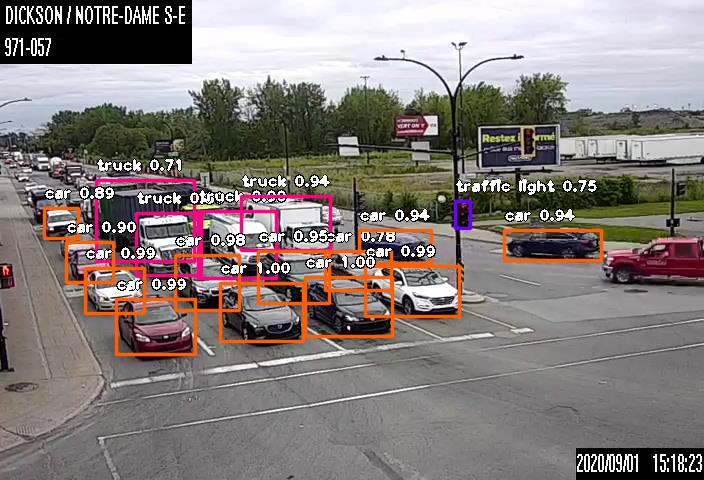 DICKSON / NOTRE-DAME S-E
971-057
Restez
rmé
truck 0.71
truck 0.94
car 0.89
traffic light 0.75
car 0.94
car 0.94
car 0.90
car 0.98
car 0.95
car 0.78
car 0.99
car 0.99
car 1.00
car 1.00
car 0.99
2020/09/01 15:18:23